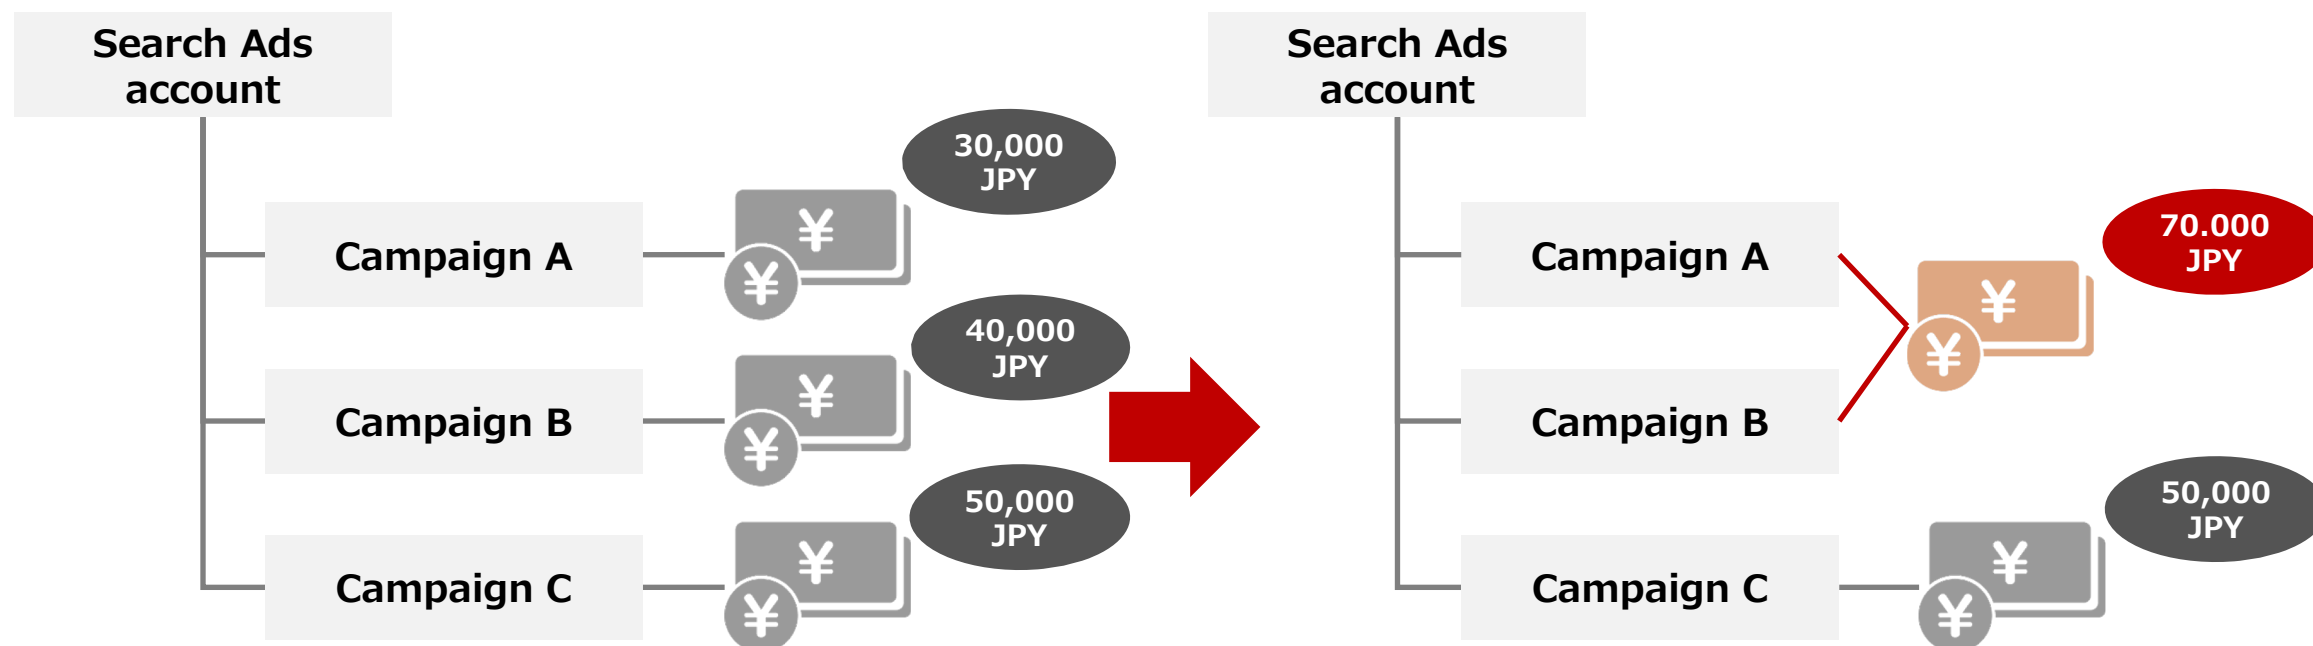 Search Ads
account
30,000
JPY
Campaign A
¥
¥
40,000
JPY
Campaign B
¥
¥
50,000
JPY
Campaign C
¥
¥
Search Ads
account
Campaign A
70.000
JPY
¥
¥
Campaign B
50,000
JPY
Campaign C
¥
¥